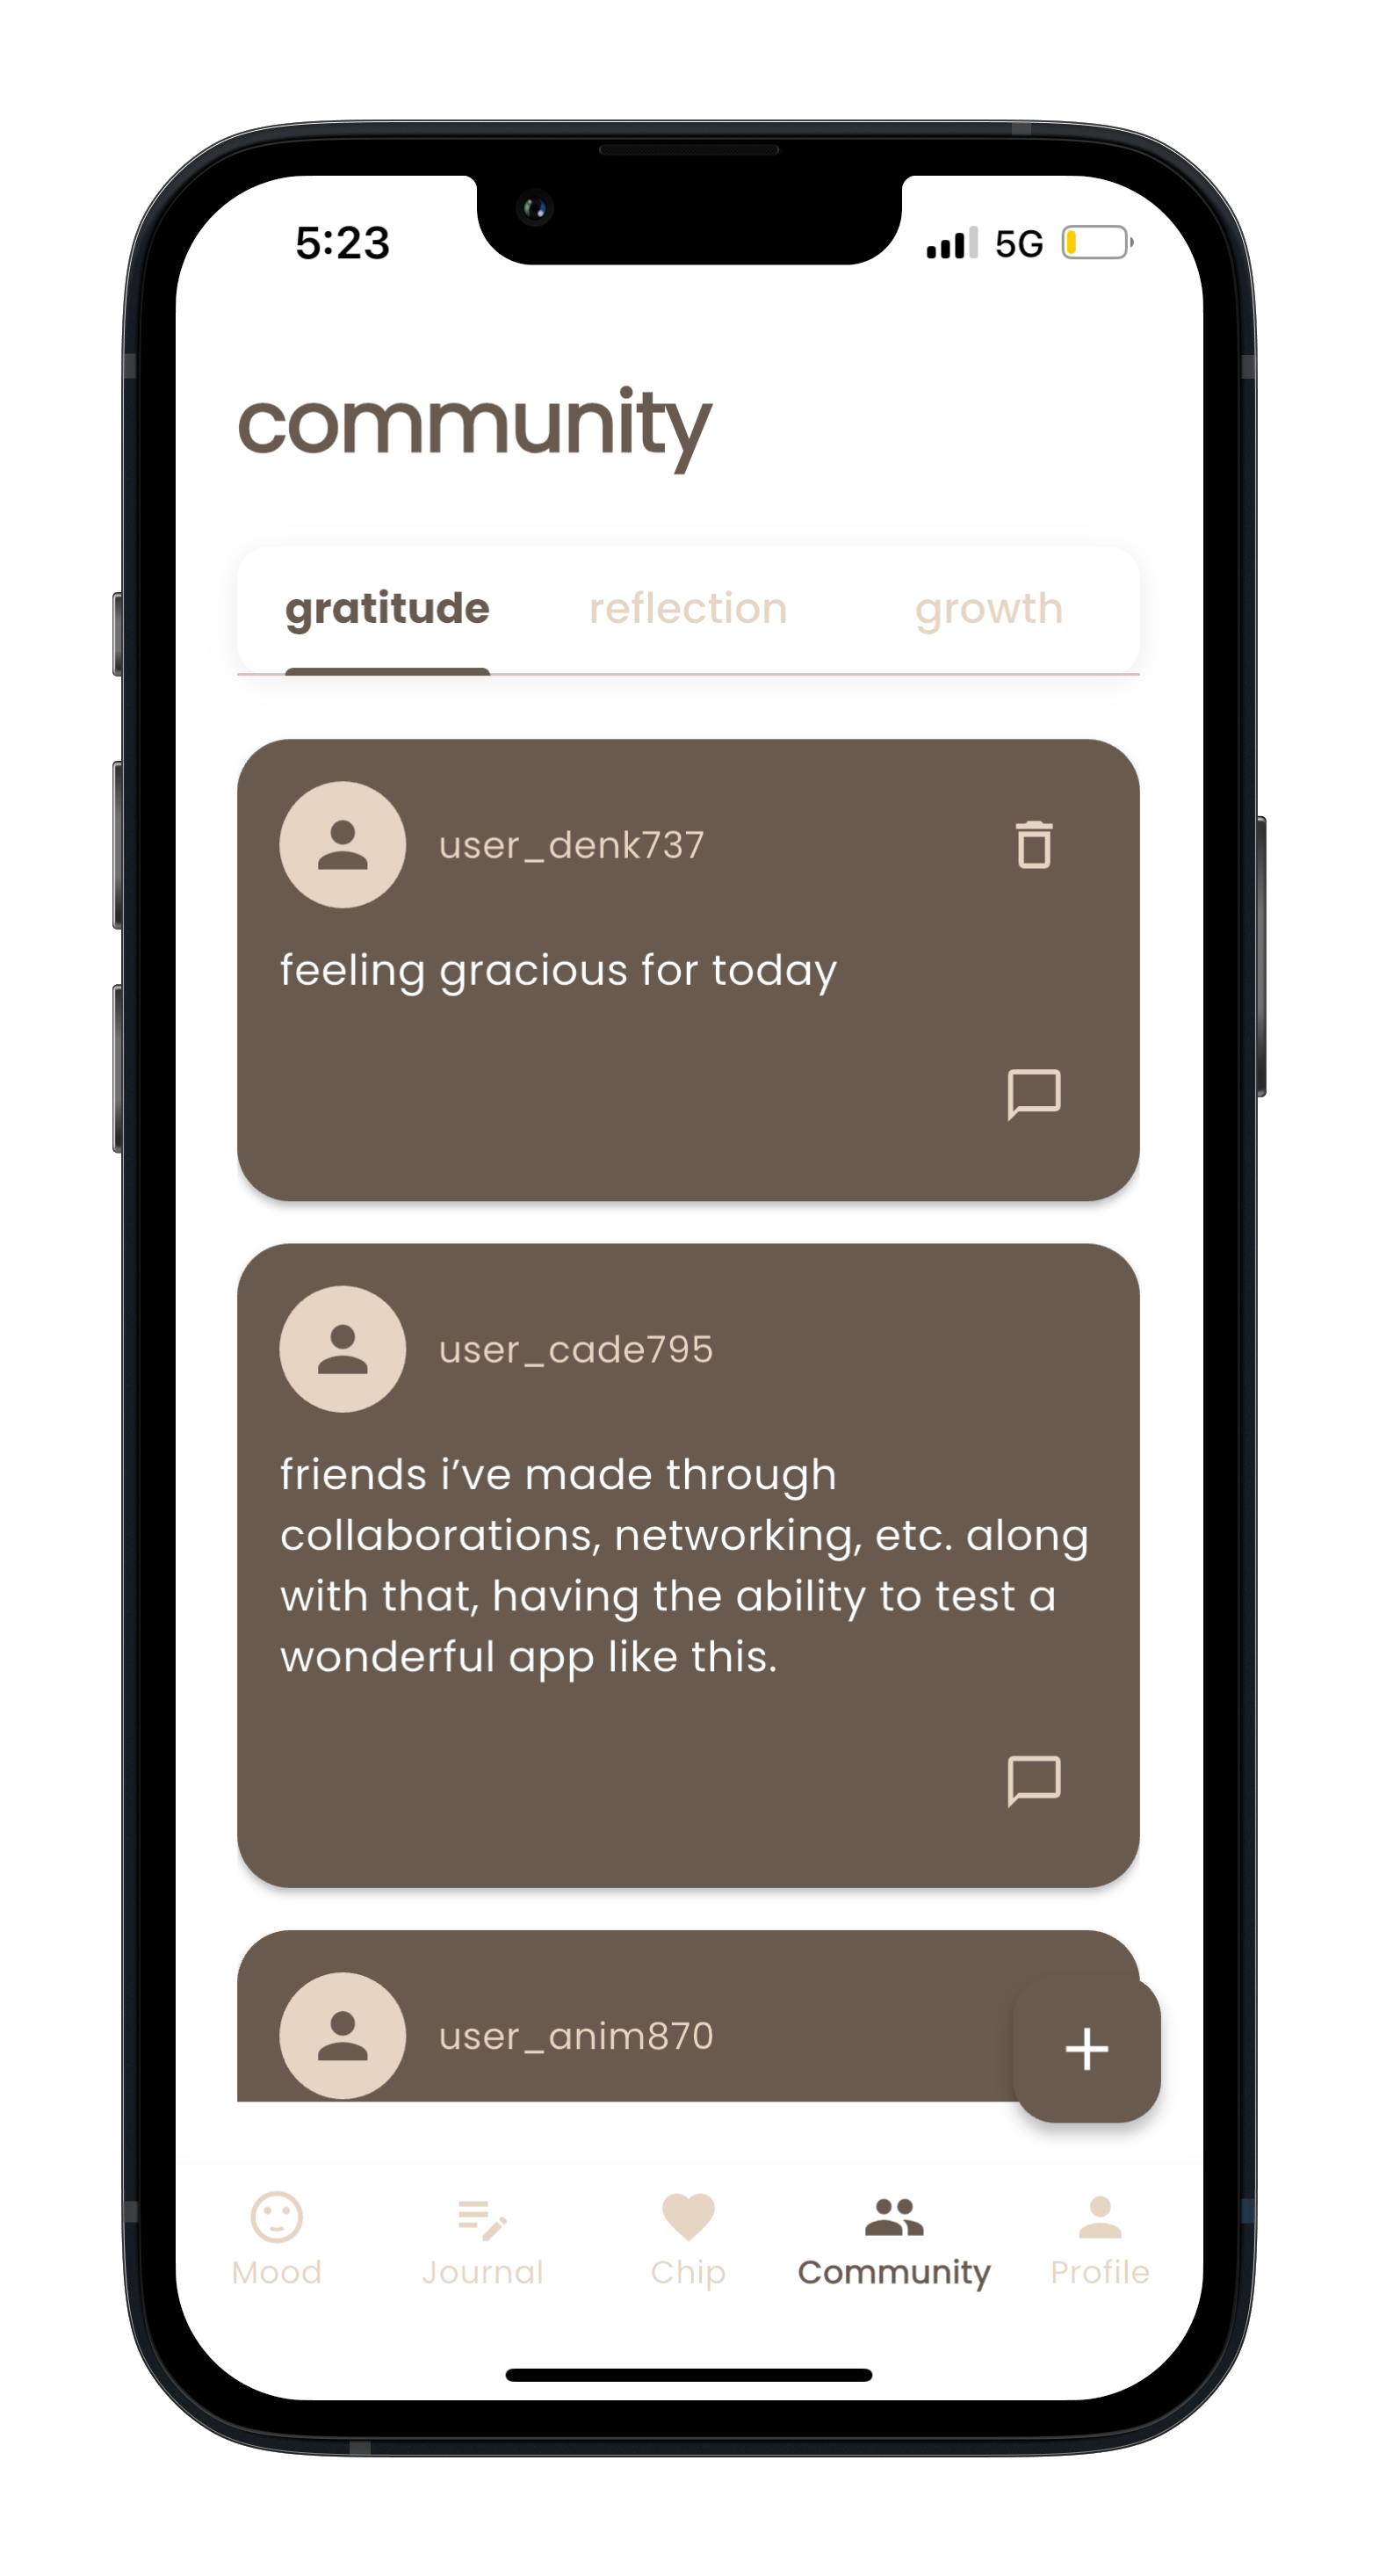 5:23
5G
community
gratitude reflection growth
user_denk737
feeling gracious for today
user_cade795
friends i’ve made through
collaborations, networking, etc. along
with that, having the ability to test a
wonderful app like this.
user_anim870
Mood Journal Chip Community Profile